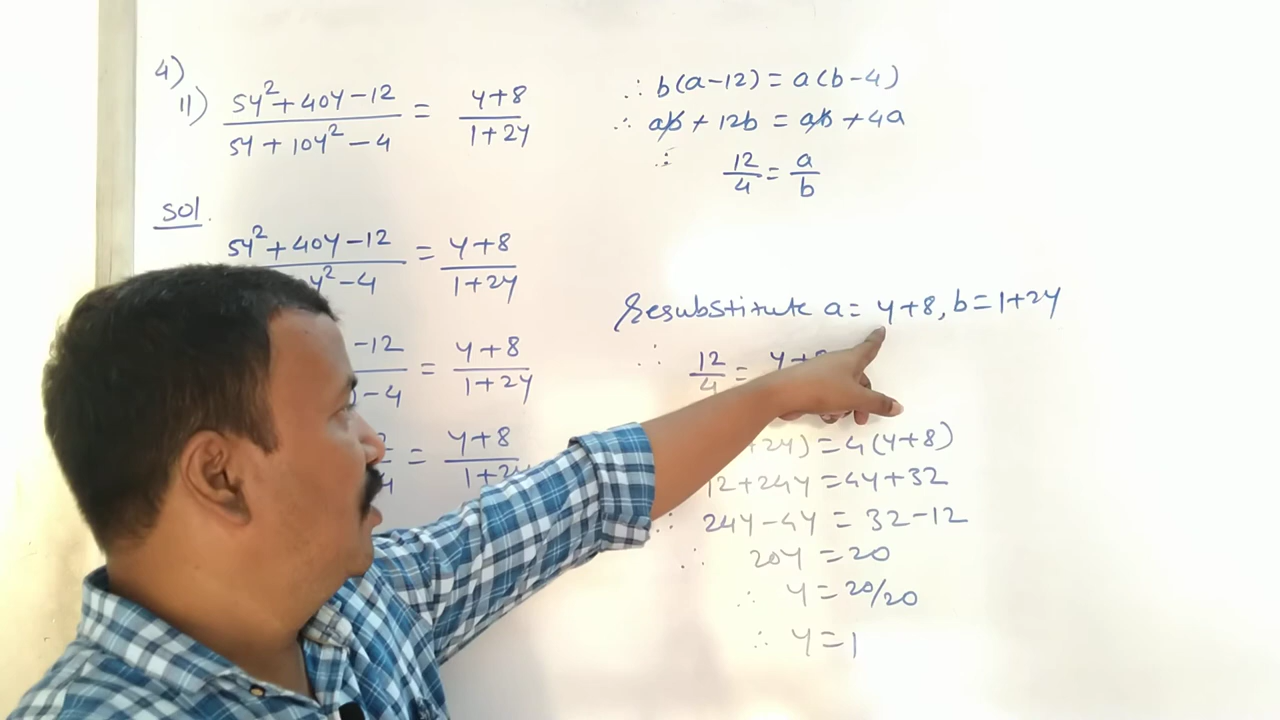 4)
11) 5y²+40y-12 / 5y+10y²-4 = y+8 / 1+2y
Sol.
5y²+40y-12 / y²-4 = y+8 / 1+2y
-12 / -4 = y+8 / 1+2y
= y+8 / 1+2y
∴ b(a-12) = a(b-4)
∴ ab + 12b = ab + 4a
∴ 12/4 = a/b
Resubstitute a = y+8, b = 1+2y
∴ 12/4 = y+8
+2y) = 4(y+8)
12+24y = 4y+32
∴ 24y-4y = 32-12
∴ 20y = 20
∴ y = 20/20
∴ y = 1